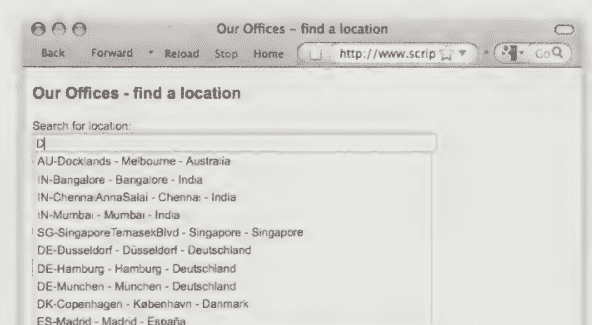 Our Offices – find a location
Back Forward Reload Stop Home http://www.scrip Go
Our Offices - find a location
Search for location:
D
AU-Docklands - Melbourne - Australia
IN-Bangalore - Bangalore - India
IN-ChennaiAnnaSalai - Chennai - India
IN-Mumbai - Mumbai - India
SG-SingaporeTemasekBlvd - Singapore - Singapore
DE-Dusseldorf - Düsseldorf - Deutschland
DE-Hamburg - Hamburg - Deutschland
DE-Munchen - München - Deutschland
DK-Copenhagen - København - Danmark
ES-Madrid - Madrid - España